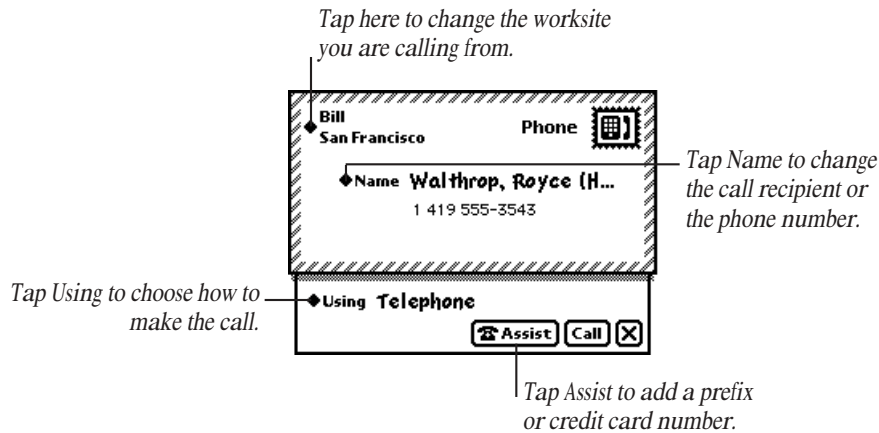 Tap here to change the worksite
you are calling from.
Bill
San Francisco
Phone
Name Walthrop, Royce (H...
1 419 555-3543
Tap Name to change
the call recipient or
the phone number.
Tap Using to choose how to
make the call.
Using Telephone
Assist Call X
Tap Assist to add a prefix
or credit card number.